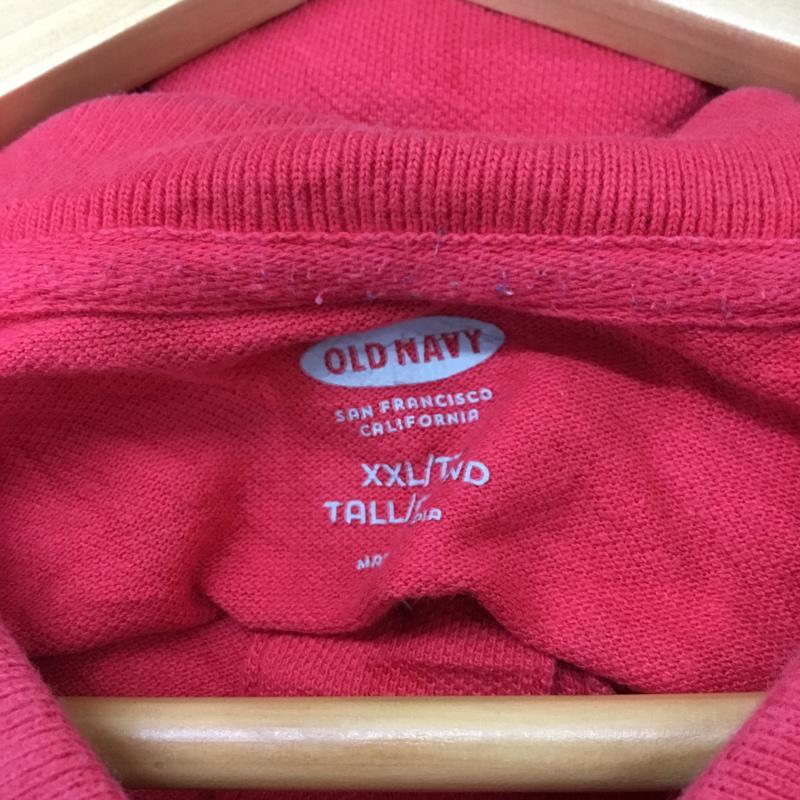 OLD NAVY
SAN FRANCISCO
CALIFORNIA
XXL/
TALL/